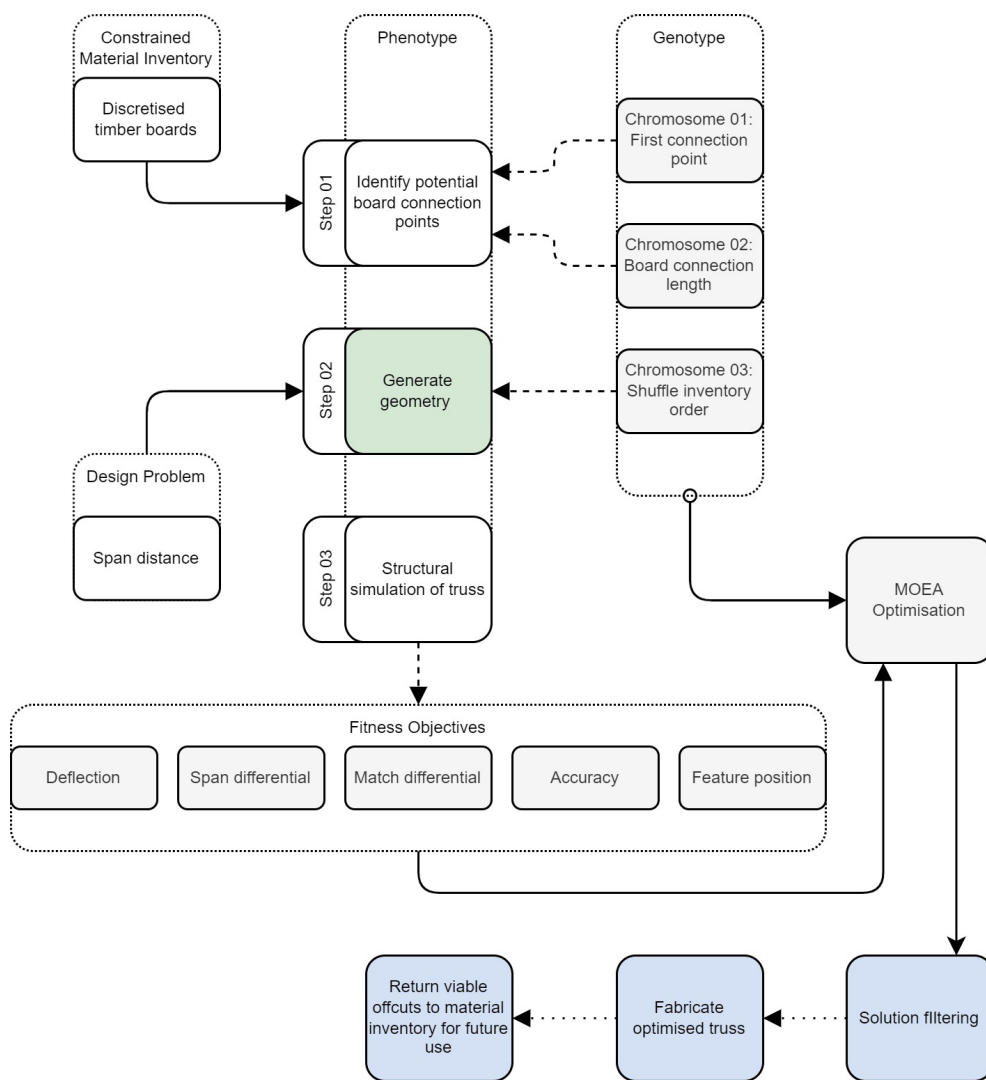 Constrained
Material Inventory
Discretised
timber boards
Phenotype
Genotype
Step 01
Identify potential
board connection
points
Chromosome 01:
First connection
point
Chromosome 02:
Board connection
length
Step 02
Generate
geometry
Chromosome 03:
Shuffle inventory
order
Design Problem
Span distance
Step 03
Structural
simulation of truss
MOEA
Optimisation
Fitness Objectives
Deflection
Span differential
Match differential
Accuracy
Feature position
Return viable
offcuts to material
inventory for future
use
Fabricate
optimised truss
Solution fIltering